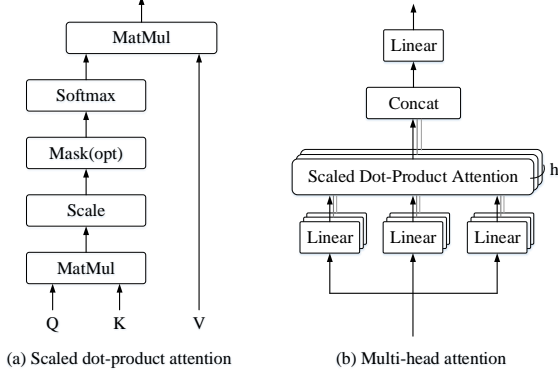 MatMul
Softmax
Mask(opt)
Scale
MatMul
Q K V
(a) Scaled dot-product attention
Linear
Concat
Scaled Dot-Product Attention
h
Linear Linear Linear
(b) Multi-head attention